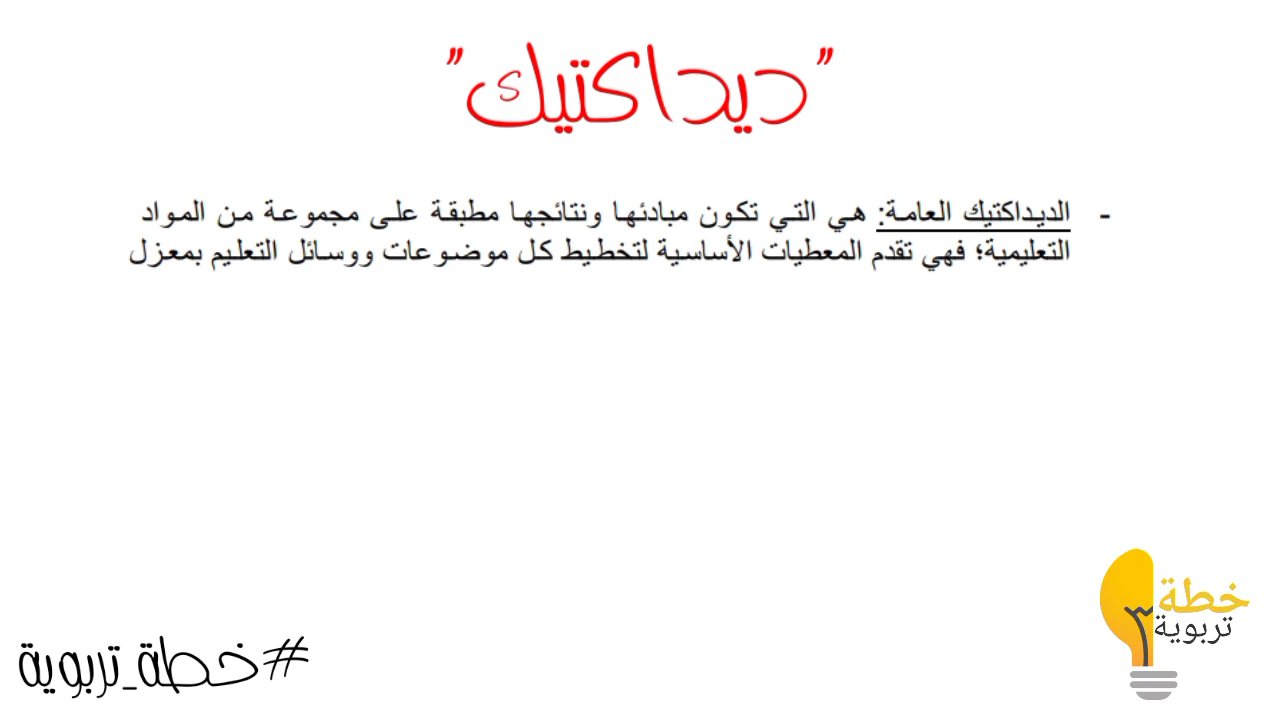 "ديداكتيك"
- الديداكتيك العامة: هي التي تكون مبادئها ونتائجها مطبقة على مجموعة من المواد
التعليمية؛ فهي تقدم المعطيات الأساسية لتخطيط كل موضوعات ووسائل التعليم بمعزل
خطة
تربوية
#خطة_تربوية